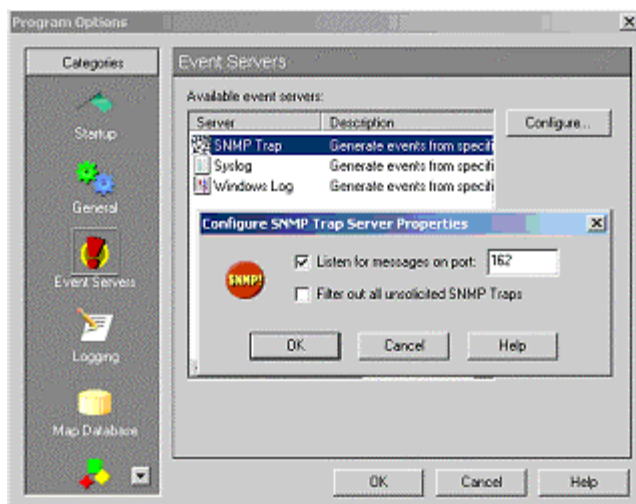 Program Options
Categories
Startup
General
Event Servers
Logging
Map Database
Event Servers
Available event servers:
Server Description
SNMP Trap Generate events from specifi
Syslog Generate events from specifi
Windows Log Generate events from specifi
Configure...
Configure SNMP Trap Server Properties
SNMP!
Listen for messages on port: 162
Filter out all unsolicited SNMP Traps
OK Cancel Help
OK Cancel Help